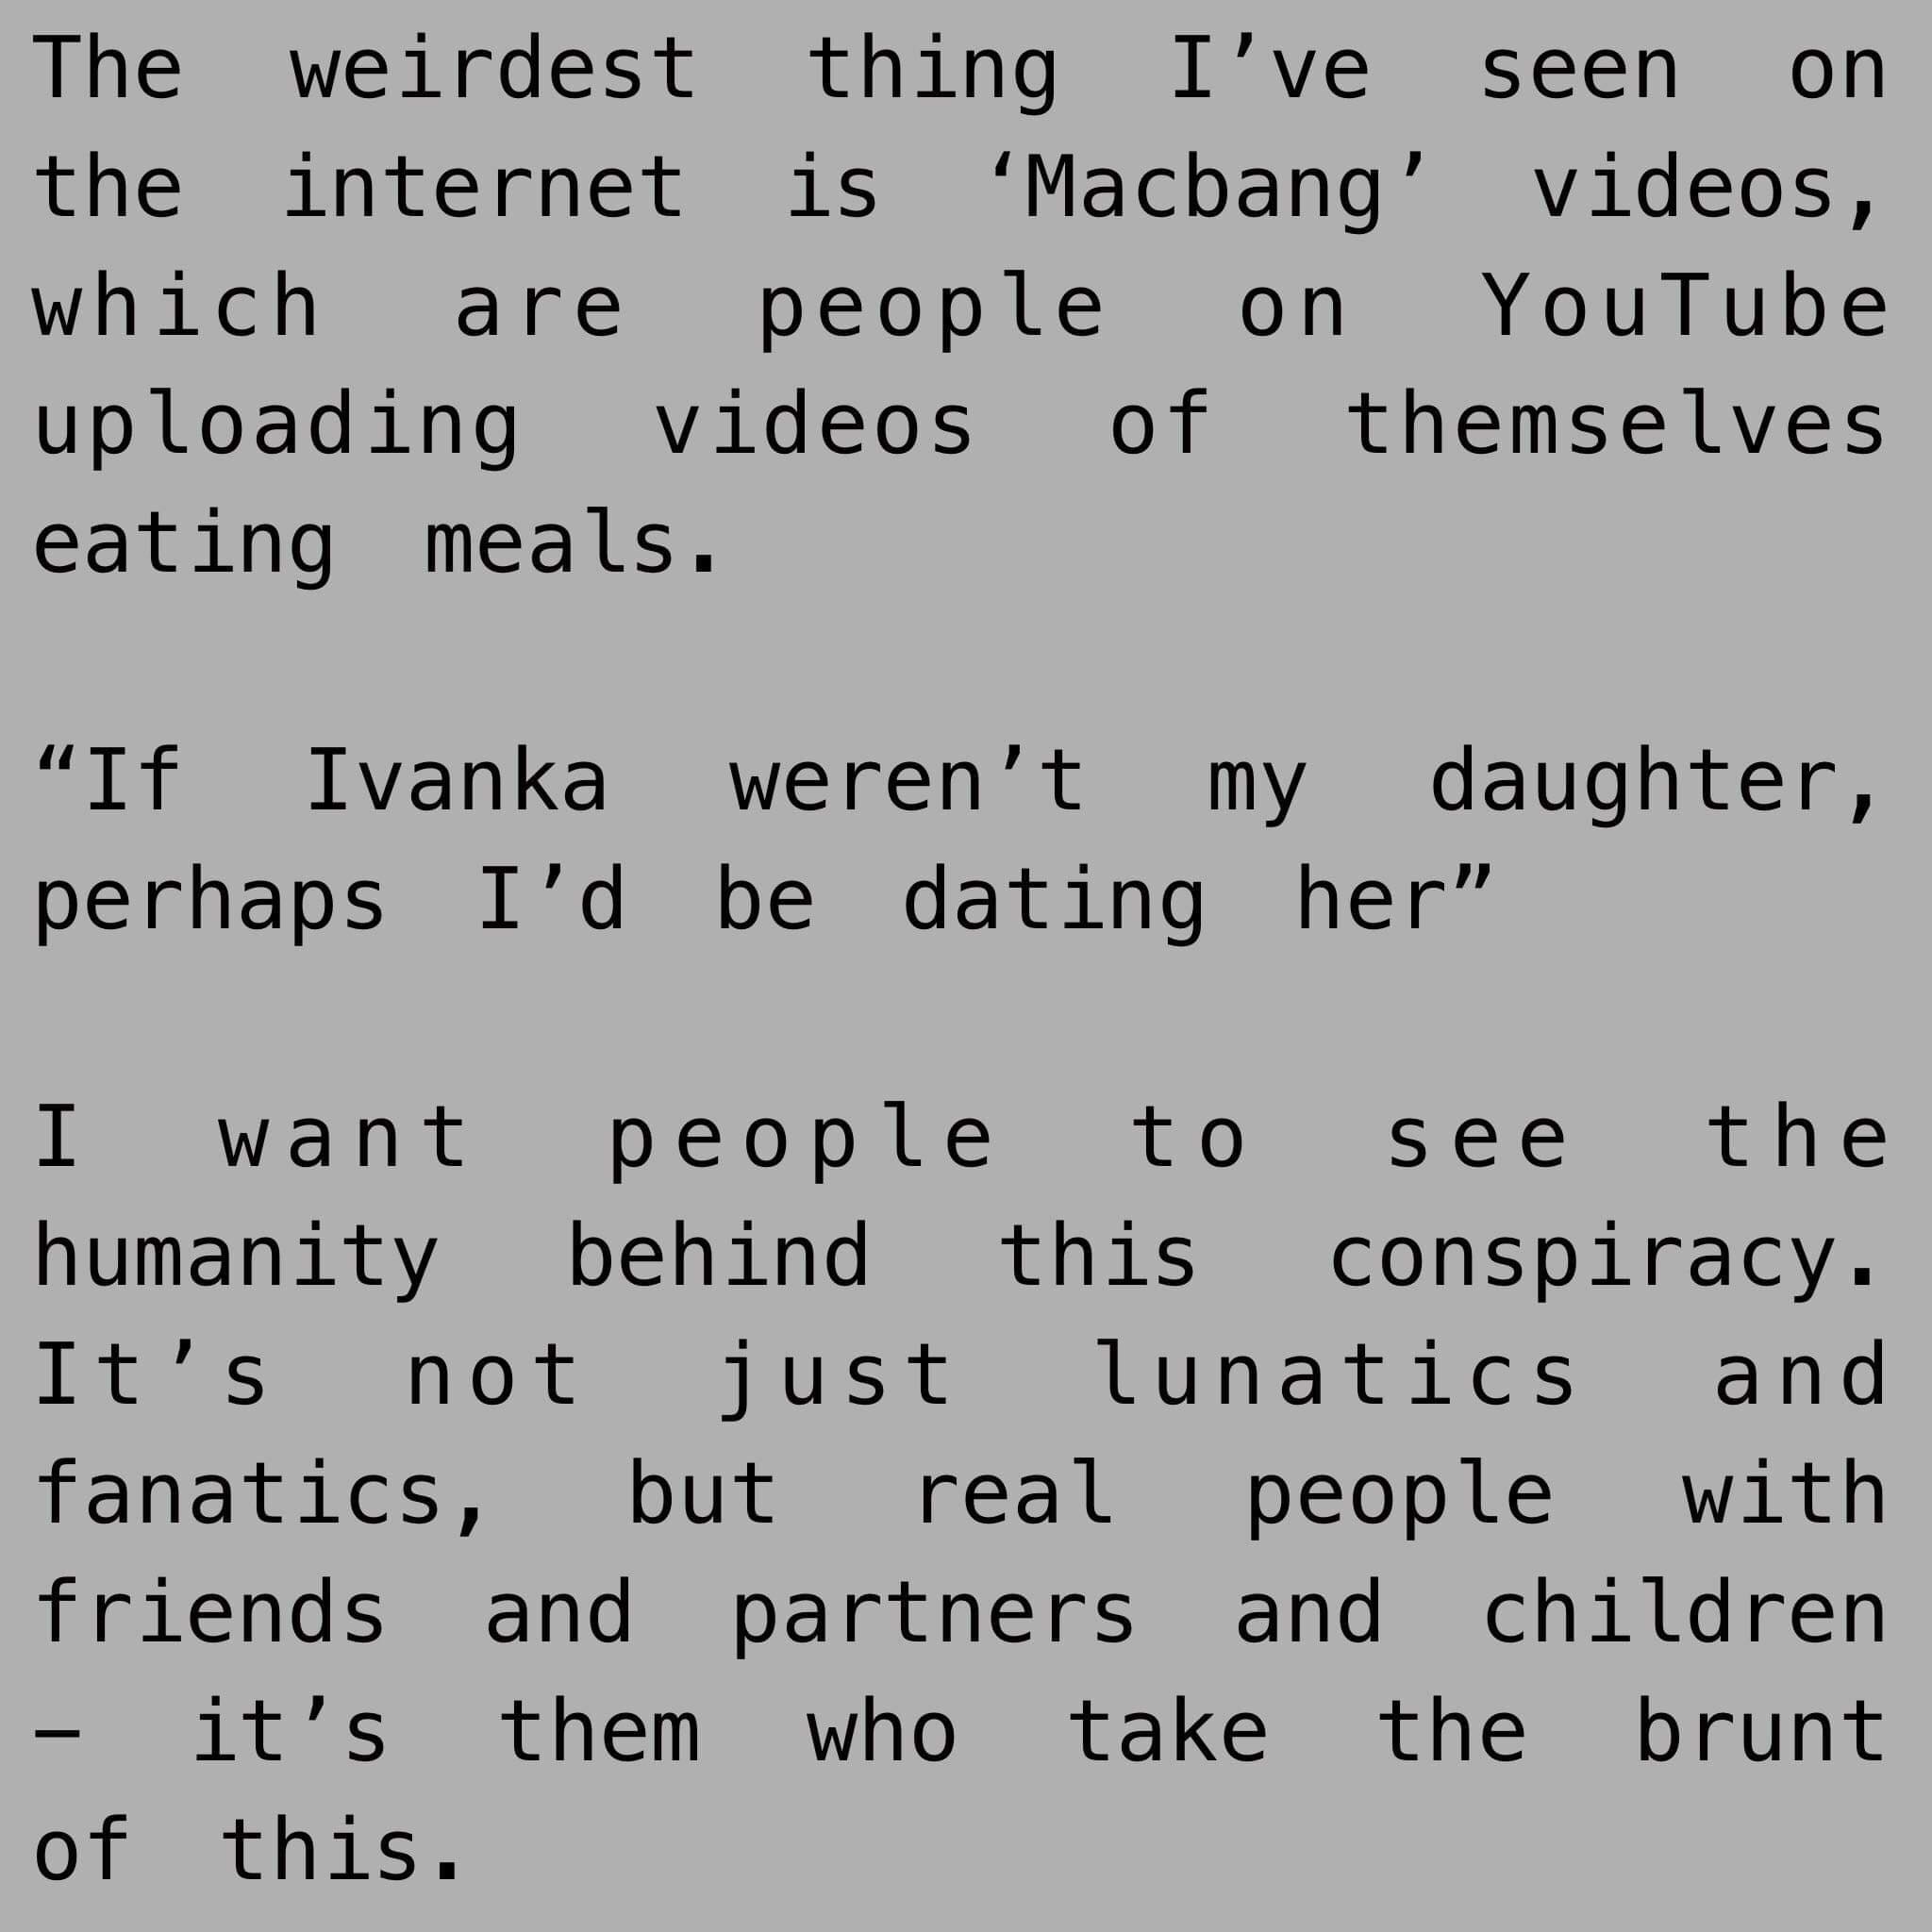 The weirdest thing I’ve seen on
the internet is ‘Macbang’ videos,
which are people on YouTube
uploading videos of themselves
eating meals.
“If Ivanka weren’t my daughter,
perhaps I’d be dating her”
I want people to see the
humanity behind this conspiracy.
It’s not just lunatics and
fanatics, but real people with
friends and partners and children
– it’s them who take the brunt
of this.